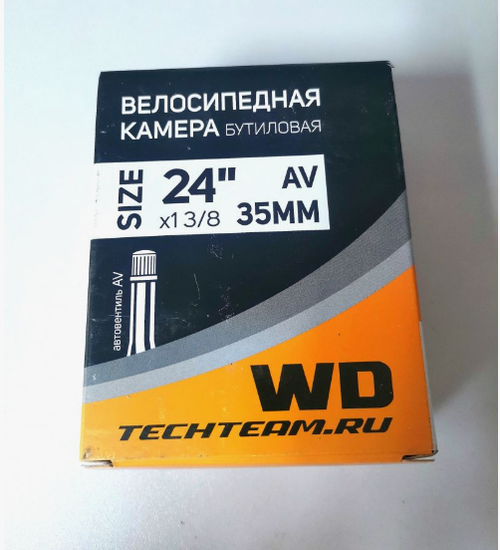 ВЕЛОСИПЕДНАЯ
КАМЕРА БУТИЛОВАЯ
SIZE
24" AV
x1 3/8 35MM
автовентиль AV
WD
TECHTEAM.RU